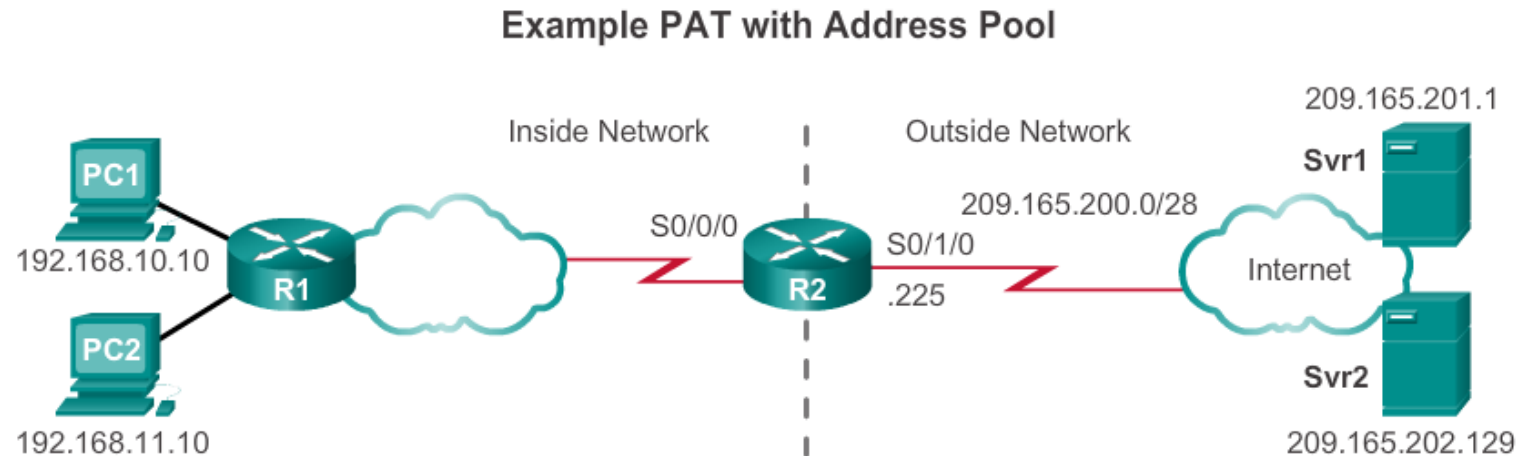 Example PAT with Address Pool
Inside Network
Outside Network
209.165.201.1
Svr1
PC1
192.168.10.10
R1
S0/0/0
R2
209.165.200.0/28
S0/1/0
.225
Internet
PC2
192.168.11.10
Svr2
209.165.202.129